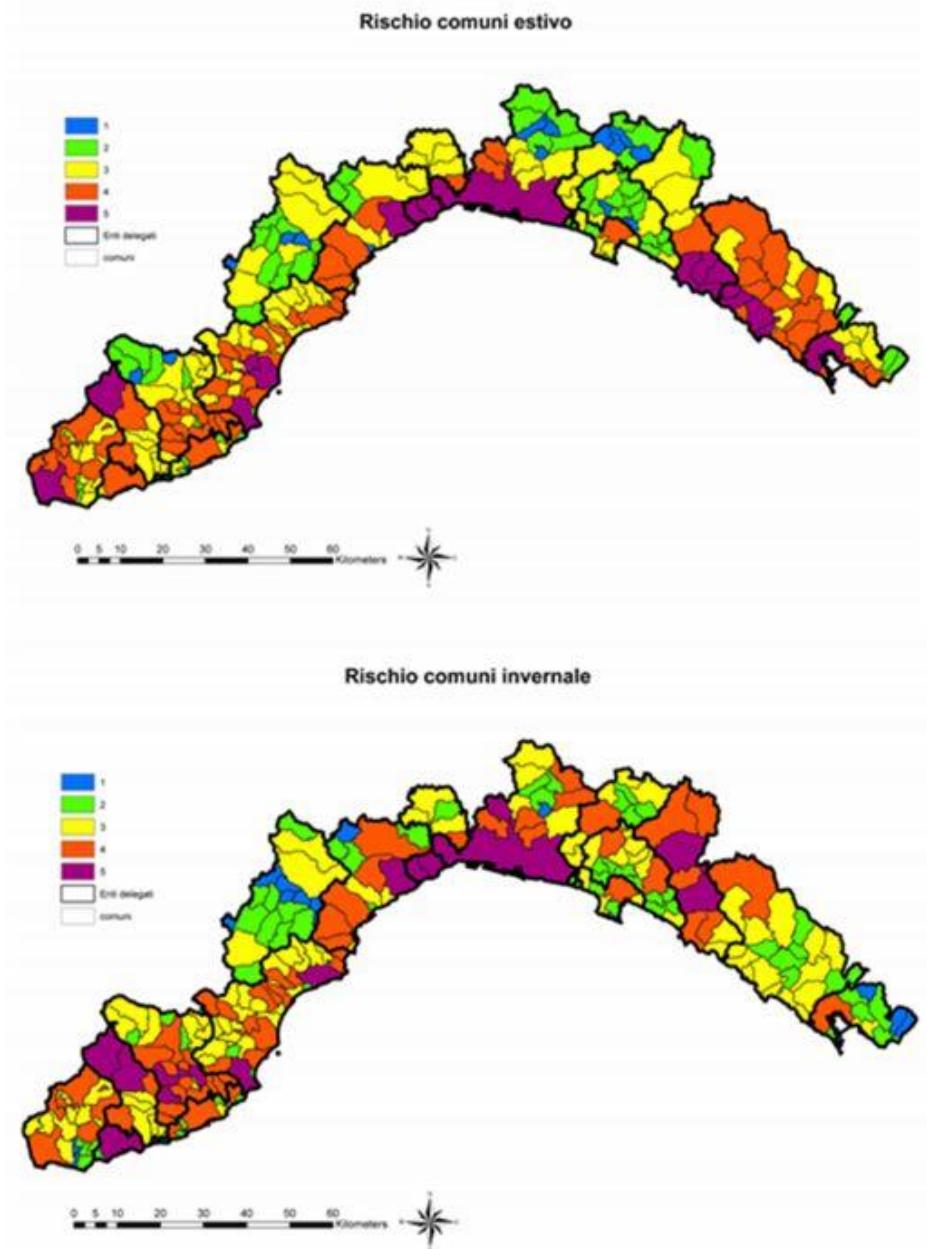 Rischio comuni estivo
1
2
3
4
5
Enti delegati
comuni
0 5 10 20 30 40 50 60
Kilometers
Rischio comuni invernale
1
2
3
4
5
Enti delegati
comuni
0 5 10 20 30 40 50 60
Kilometers